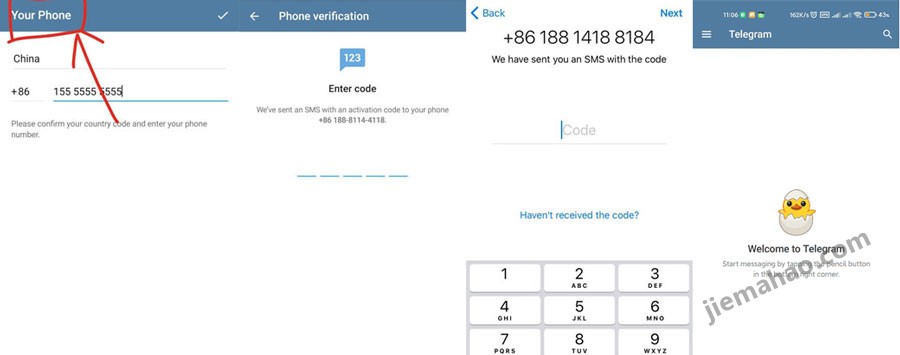 Your Phone
China
+86 155 5555 5555
Please confirm your country code and enter your phone
number.
Phone verification
123
Enter code
We've sent an SMS with an activation code to your phone
+86 188-8114-4118.
Back
Next
+86 188 1418 8184
We have sent you an SMS with the code
Code
Haven't received the code?
1
2
ABC
3
DEF
4
GHI
5
JKL
6
MNO
7
PQRS
8
TUV
9
WXYZ
11:06
162K/s
43%
Telegram
Welcome to Telegram
Start messaging by tapping the pencil button
in the bottom right corner.
jiemahao.com